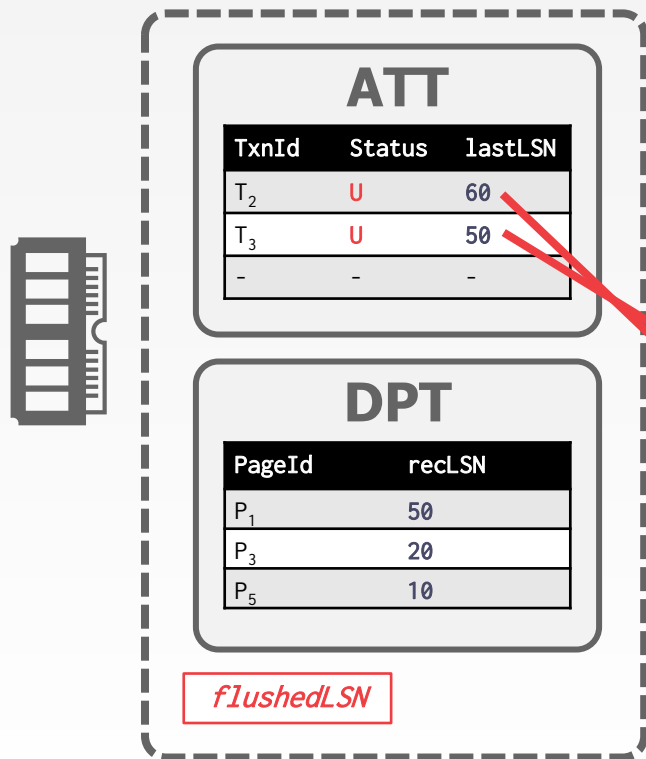 ATT
TxnId Status lastLSN
T₂ U 60
T₃ U 50
- - -
DPT
PageId recLSN
P₁ 50
P₃ 20
P₅ 10
flushedLSN